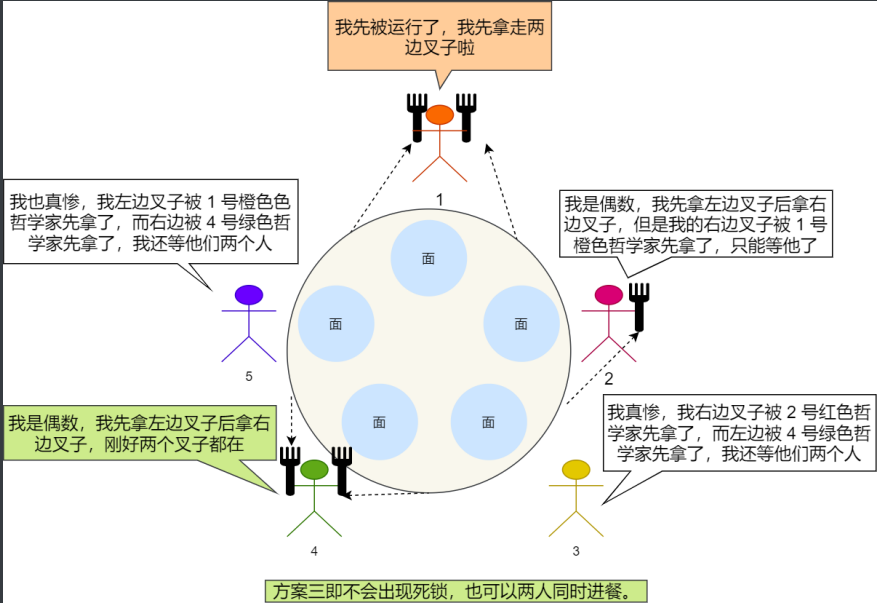 我先被运行了，我先拿走两
边叉子啦
1
我也真惨，我左边叉子被 1 号橙色色
哲学家先拿了，而右边被 4 号绿色哲
学家先拿了，我还等他们两个人
我是偶数，我先拿左边叉子后拿右
边叉子，但是我的右边叉子被 1 号
橙色哲学家先拿了，只能等他了
面
面
面
5
2
我是偶数，我先拿左边叉子后拿右
边叉子，刚好两个叉子都在
面
面
我真惨，我右边叉子被 2 号红色哲
学家先拿了，而左边被 4 号绿色哲
学家先拿了，我还等他们两个人
4
3
方案三即不会出现死锁，也可以两人同时进餐。